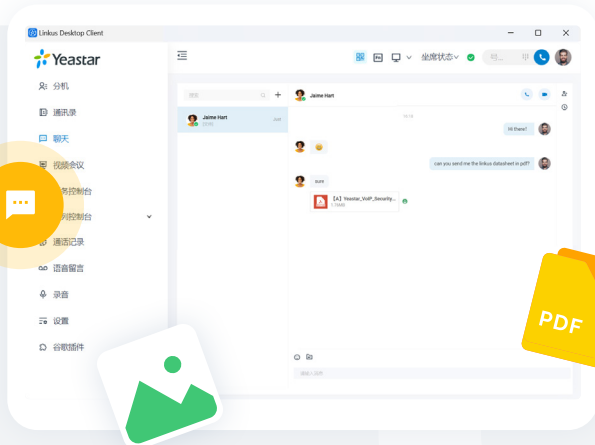 Linkus Desktop Client
Yeastar
坐席状态
分机
通讯录
聊天
视频会议
控制台
控制台
通话记录
语音留言
录音
设置
谷歌插件
搜索
Jaime Hart
Jaime Hart
Hi there!
can you send me the linkus datasheet in pdf?
sure
【A】Yeastar_VoIP_Security...
PDF